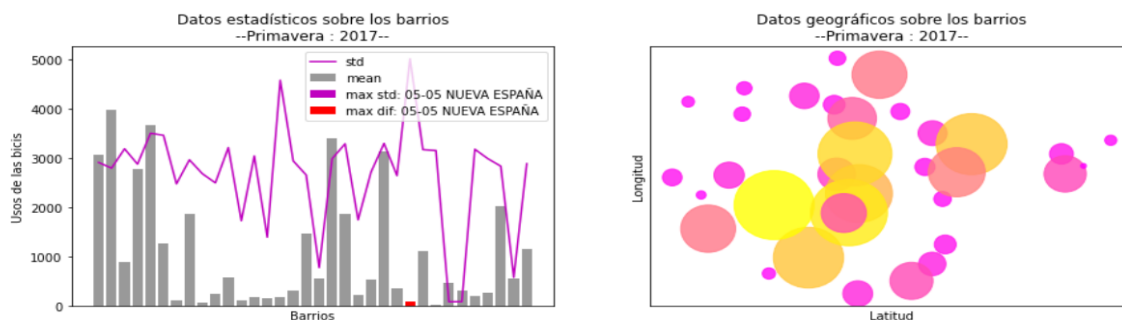 Datos estadísticos sobre los barrios
--Primavera : 2017--
Usos de las bicis
5000
4000
3000
2000
1000
0
std
mean
max std: 05-05 NUEVA ESPAÑA
max dif: 05-05 NUEVA ESPAÑA
Barrios
Datos geográficos sobre los barrios
--Primavera : 2017--
Longitud
Latitud